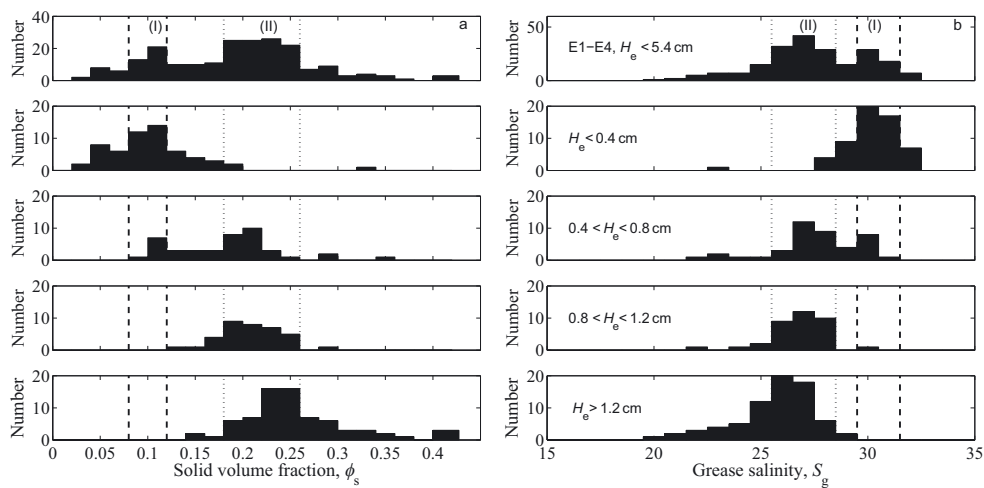 (I) (II) a
Number
40
20
0
Number
20
10
0
Number
20
10
0
Number
20
10
0
Number
20
10
0
0 0.05 0.1 0.15 0.2 0.25 0.3 0.35 0.4
Solid volume fraction, ϕs
(II) (I) b
E1–E4, He < 5.4 cm
Number
50
0
He < 0.4 cm
Number
20
10
0
0.4 < He < 0.8 cm
Number
20
10
0
0.8 < He < 1.2 cm
Number
20
10
0
He > 1.2 cm
Number
20
10
0
15 20 25 30 35
Grease salinity, Sg